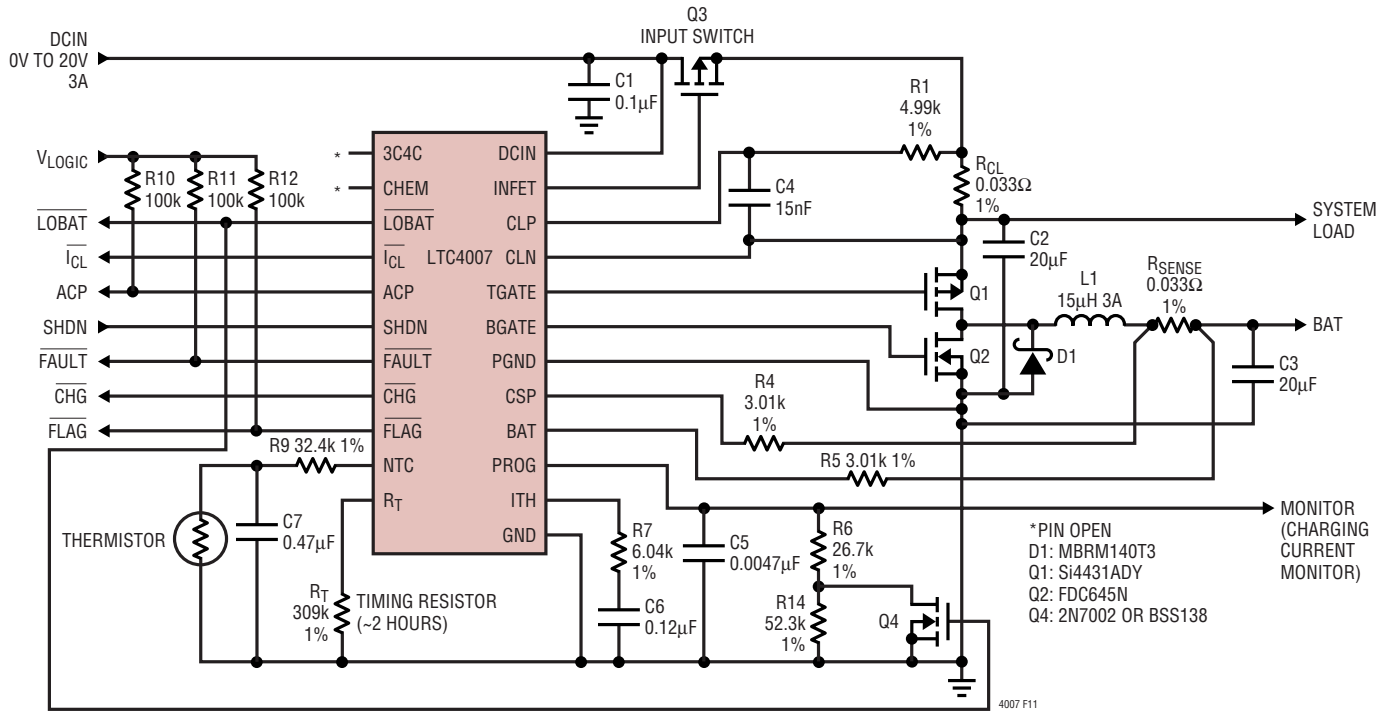 Q3
INPUT SWITCH
DCIN
0V TO 20V
3A
C1
0.1µF
R1
4.99k
1%
VLOGIC
R10
100k
R11
100k
R12
100k
* 3C4C
* CHEM
LOBAT
ICL
ACP
SHDN
FAULT
CHG
FLAG
LOBAT
ICL
ACP
SHDN
FAULT
CHG
FLAG
NTC
RT
LTC4007
DCIN
INFET
CLP
CLN
TGATE
BGATE
PGND
CSP
BAT
PROG
ITH
GND
C4
15nF
RCL
0.033Ω
1%
SYSTEM
LOAD
C2
20µF
Q1
Q2
D1
L1
15µH 3A
RSENSE
0.033Ω
1%
BAT
C3
20µF
R4
3.01k
1%
R5 3.01k 1%
R9 32.4k 1%
THERMISTOR
C7
0.47µF
RT
309k
1%
TIMING RESISTOR
(~2 HOURS)
R7
6.04k
1%
C6
0.12µF
C5
0.0047µF
R6
26.7k
1%
R14
52.3k
1%
Q4
MONITOR
(CHARGING
CURRENT
MONITOR)
*PIN OPEN
D1: MBRM140T3
Q1: Si4431ADY
Q2: FDC645N
Q4: 2N7002 OR BSS138
4007 F11